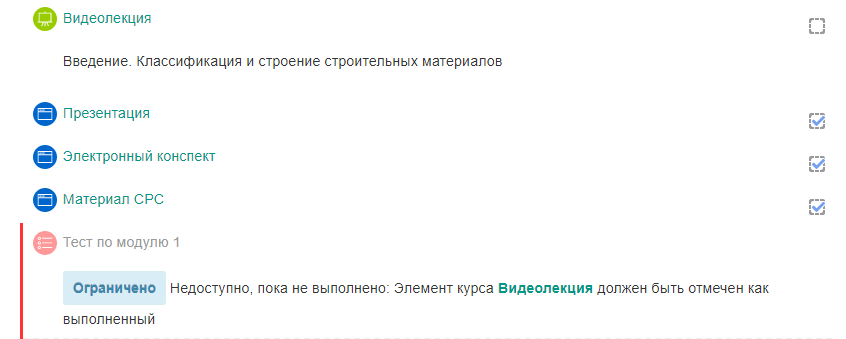 Видеолекция
Введение. Классификация и строение строительных материалов
Презентация
Электронный конспект
Материал СРС
Тест по модулю 1
Ограничено Недоступно, пока не выполнено: Элемент курса Видеолекция должен быть отмечен как
выполненный